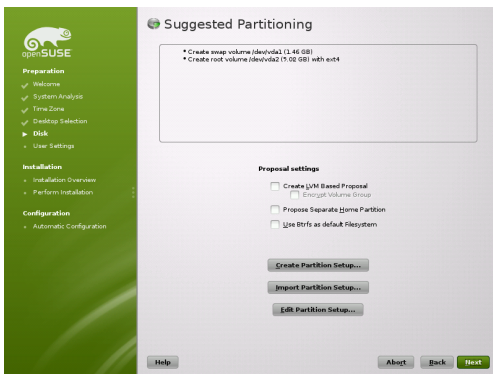 openSUSE
Preparation
Welcome
System Analysis
Time Zone
Desktop Selection
Disk
User Settings
Installation
Installation Overview
Perform Installation
Configuration
Automatic Configuration
Suggested Partitioning
* Create swap volume /dev/vda1 (1.46 GB)
* Create root volume /dev/vda2 (5.02 GB) with ext4
Proposal settings
Create LVM Based Proposal
Encrypt Volume Group
Propose Separate Home Partition
Use Btrfs as default Filesystem
Create Partition Setup...
Import Partition Setup...
Edit Partition Setup...
Help
Abort
Back
Next